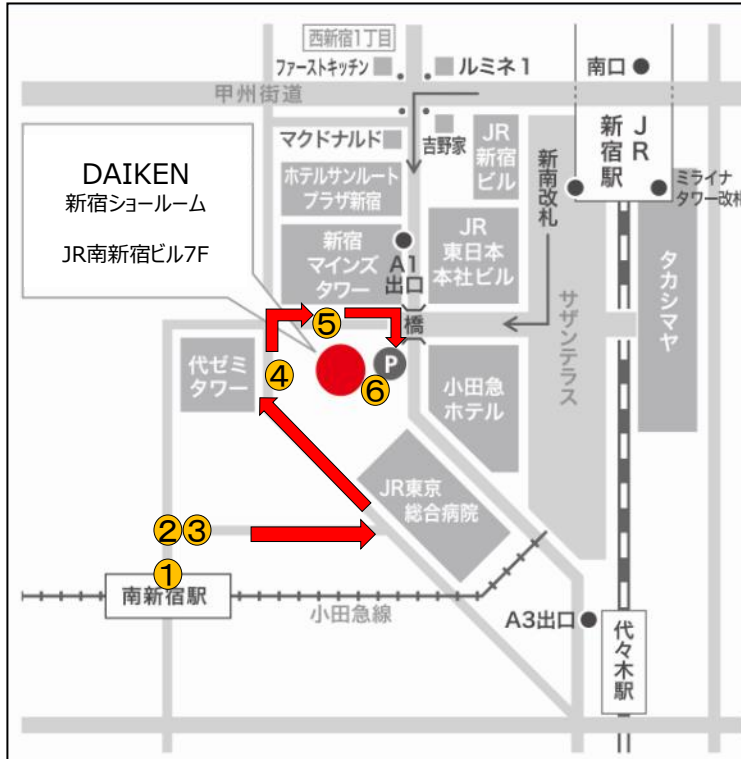 西新宿1丁目
ファーストキッチン
ルミネ1
南口
甲州街道
マクドナルド
吉野家
JR
新宿
ビル
新南改札
JR
新宿駅
ミライナ
タワー改札
DAIKEN
新宿ショールーム
JR南新宿ビル7F
ホテルサンルート
プラザ新宿
新宿
マインズ
タワー
A1
出口
JR
東日本
本社ビル
サザンテラス
タカシマヤ
⑤
橋
P
代ゼミ
タワー
④
⑥
小田急
ホテル
JR東京
総合病院
②③
①
南新宿駅
小田急線
A3出口
代々木駅